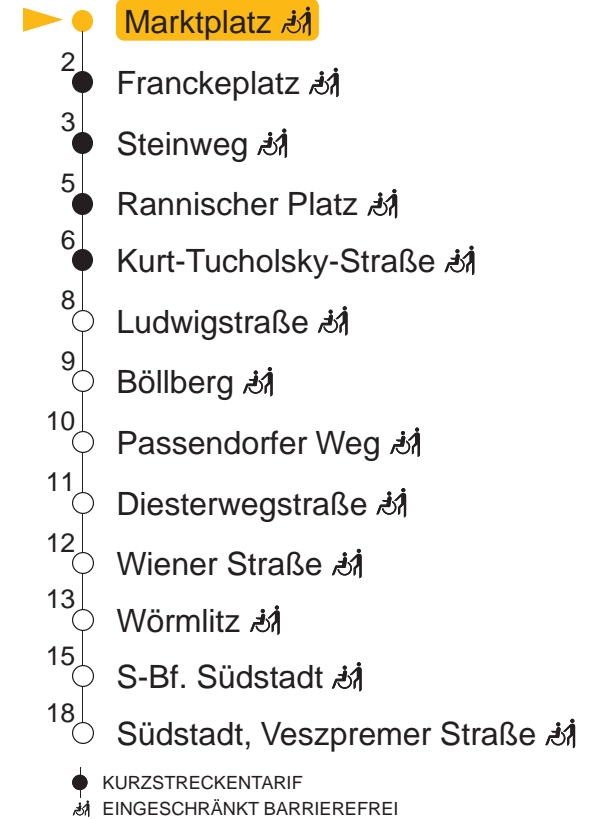 Marktplatz
2
Franckeplatz
3
Steinweg
5
Rannischer Platz
6
Kurt-Tucholsky-Straße
8
Ludwigstraße
9
Böllberg
10
Passendorfer Weg
11
Diesterwegstraße
12
Wiener Straße
13
Wörmlitz
15
S-Bf. Südstadt
18
Südstadt, Veszpremer Straße
KURZSTRECKENTARIF
EINGESCHRÄNKT BARRIEREFREI